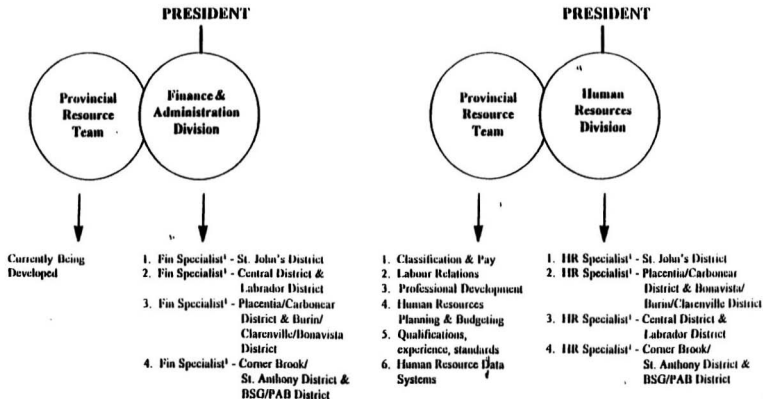 PRESIDENT
Provincial
Resource
Team
Finance &
Administration
Division
Currently Being
Developed
1. Fin Specialist¹ - St. John's District
2. Fin Specialist¹ - Central District &
Labrador District
3. Fin Specialist¹ - Placentia/Carbonear
District & Burin/
Clarenville/Bonavista
District
4. Fin Specialist¹ - Corner Brook/
St. Anthony District &
BSG/PAB District
PRESIDENT
Provincial
Resource
Team
Human
Resources
Division
1. Classification & Pay
2. Labour Relations
3. Professional Development
4. Human Resources
Planning & Budgeting
5. Qualifications,
experience, standards
6. Human Resource Data
Systems
1. HR Specialist¹ - St. John's District
2. HR Specialist¹ - Placentia/Carbonear
District & Bonavista/
Burin/Clarenville District
3. HR Specialist¹ - Central District &
Labrador District
4. HR Specialist¹ - Corner Brook/
St. Anthony District &
BSG/PAB District